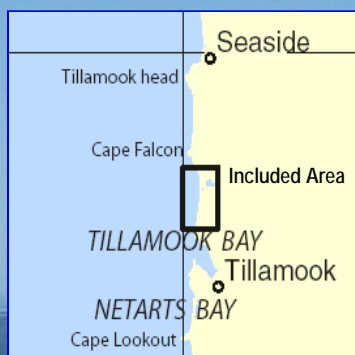 Seaside
Tillamook head
Cape Falcon
Included Area
TILLAMOOK BAY
Tillamook
NETARTS BAY
Cape Lookout